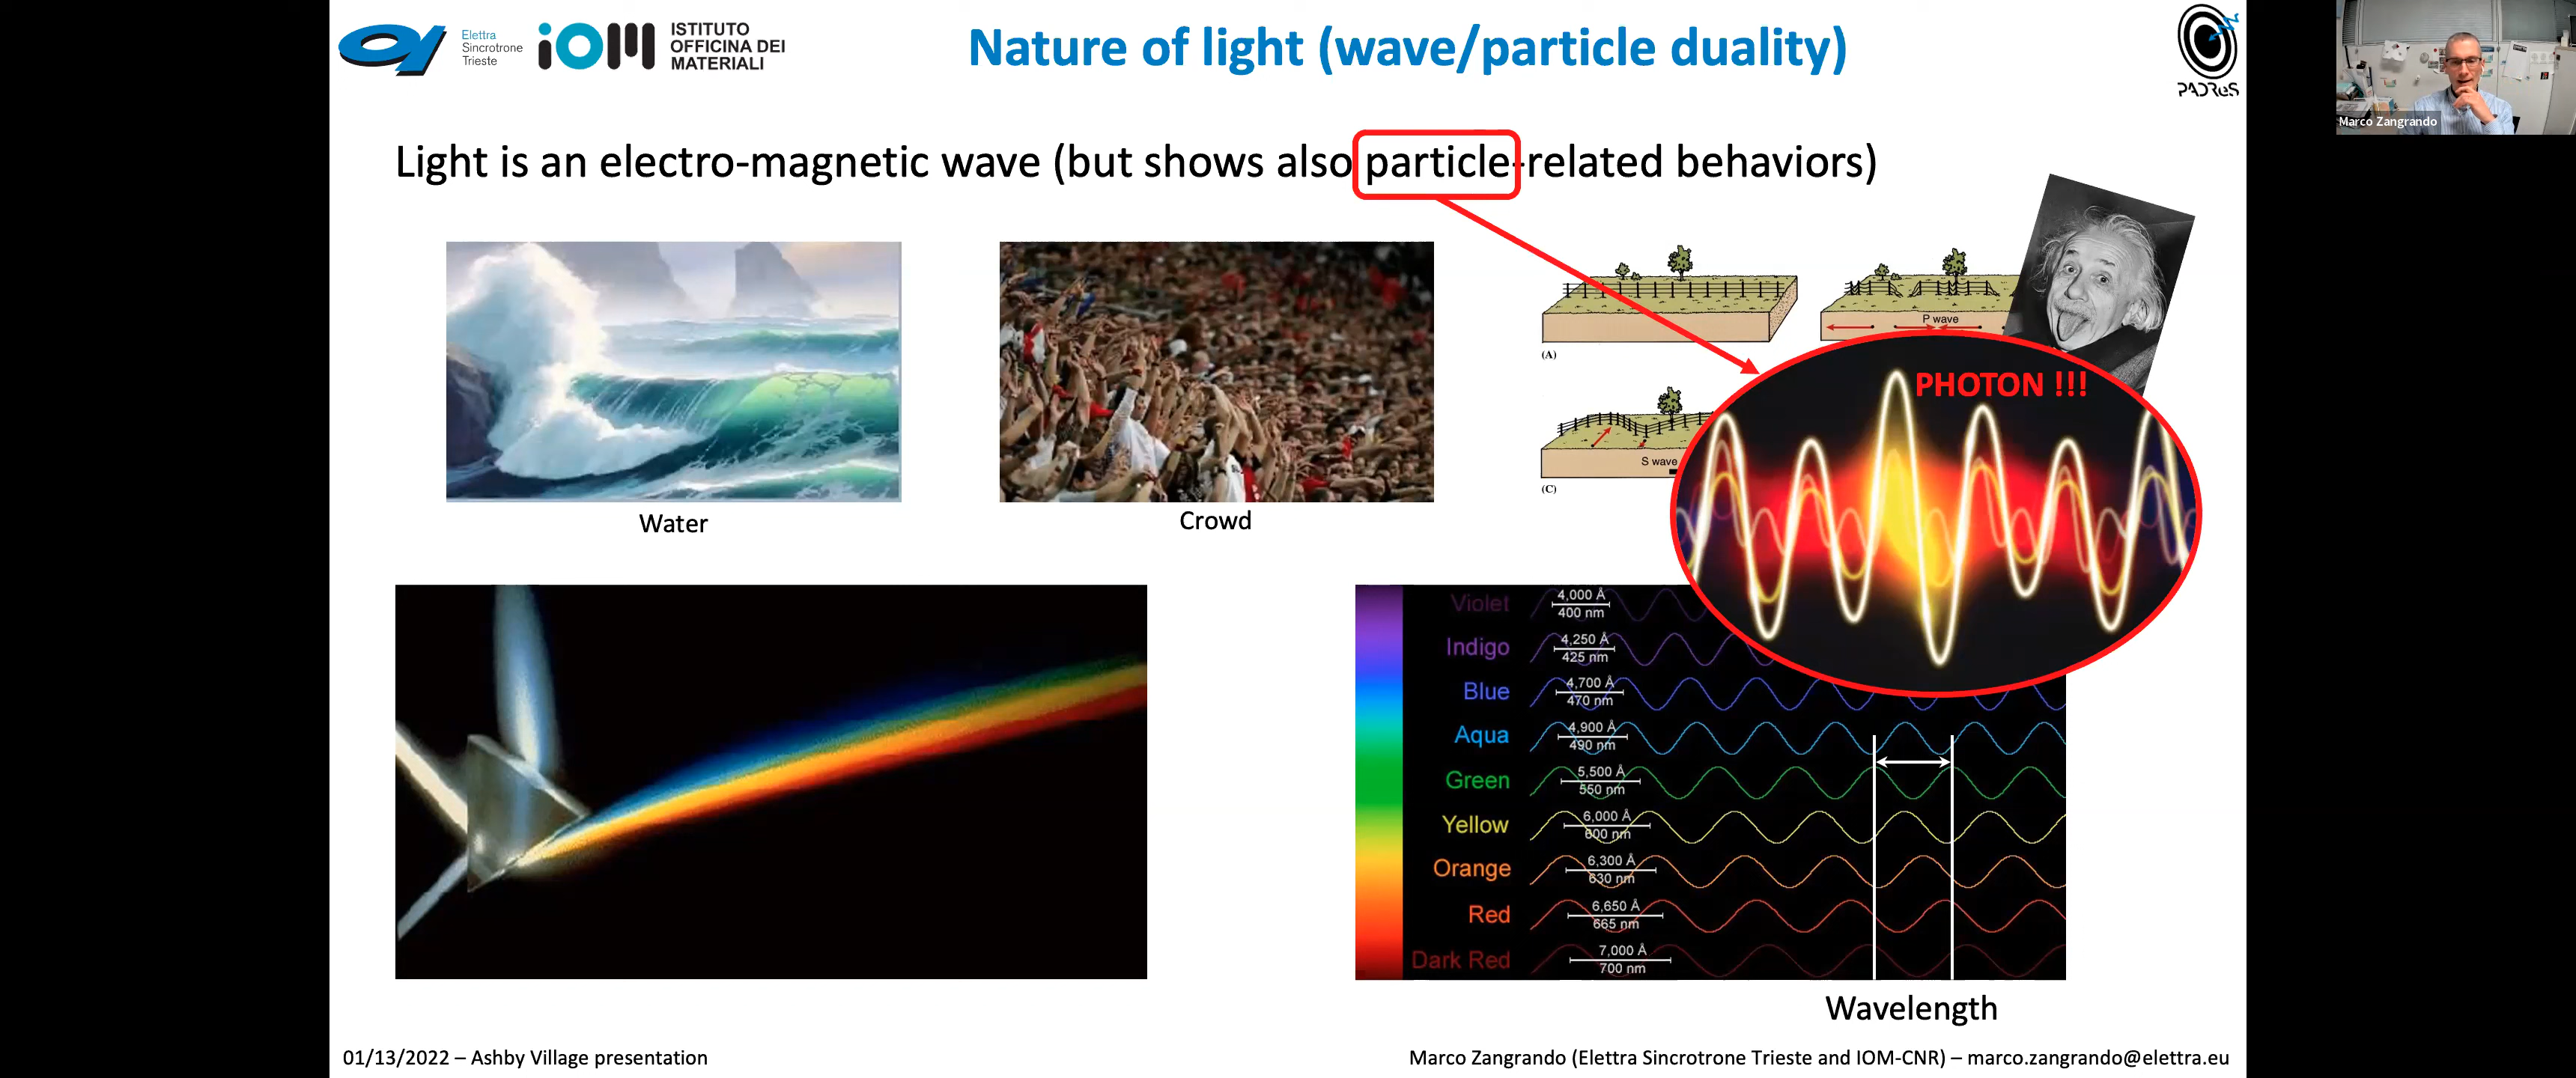 Elettra
Sincrotrone
Trieste
iOM
ISTITUTO
OFFICINA DEI
MATERIALI
Nature of light (wave/particle duality)
PADReS
Marco Zangrando
Light is an electro-magnetic wave (but shows also particle-related behaviors)
P wave
(A)
PHOTON !!!
S wave
(C)
Water
Crowd
Violet 4,000 Å
400 nm
Indigo 4,250 Å
425 nm
Blue 4,700 Å
470 nm
Aqua 4,900 Å
490 nm
Green 5,500 Å
550 nm
Yellow 6,000 Å
600 nm
Orange 6,300 Å
630 nm
Red 6,650 Å
665 nm
Dark Red 7,000 Å
700 nm
Wavelength
01/13/2022 – Ashby Village presentation
Marco Zangrando (Elettra Sincrotrone Trieste and IOM-CNR) – marco.zangrando@elettra.eu